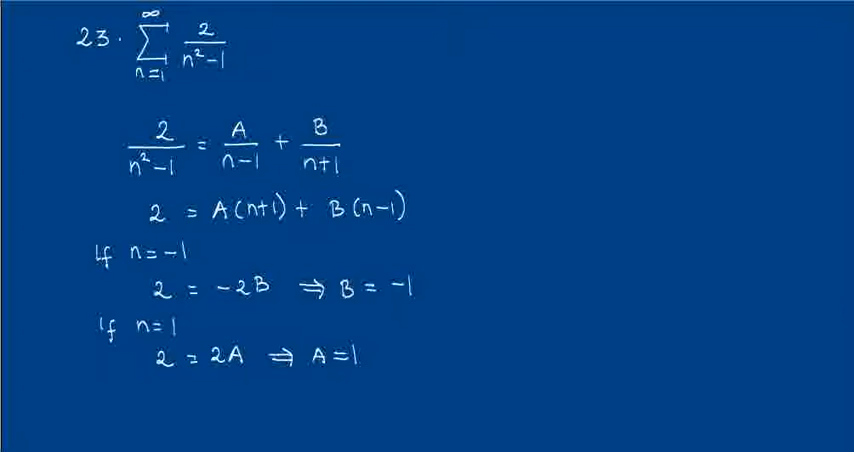 23. ∞ ∑ n=1 2/(n²-1)
2/(n²-1) = A/(n-1) + B/(n+1)
2 = A(n+1) + B(n-1)
If n=-1
2 = -2B ⇒ B = -1
If n=1
2 = 2A ⇒ A=1